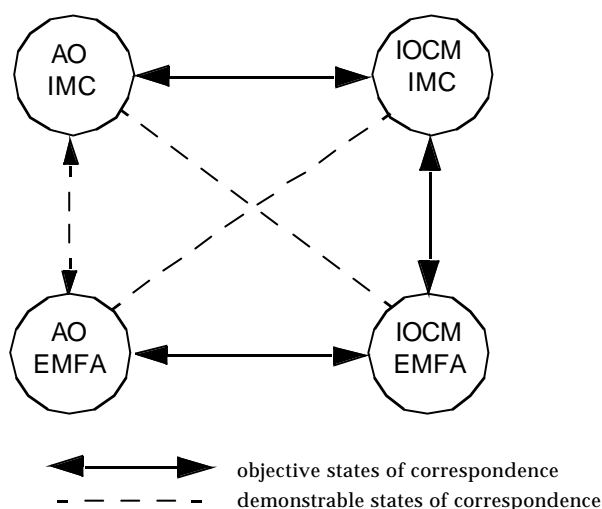 AO
IMC
IOCM
IMC
AO
EMFA
IOCM
EMFA
objective states of correspondence
demonstrable states of correspondence